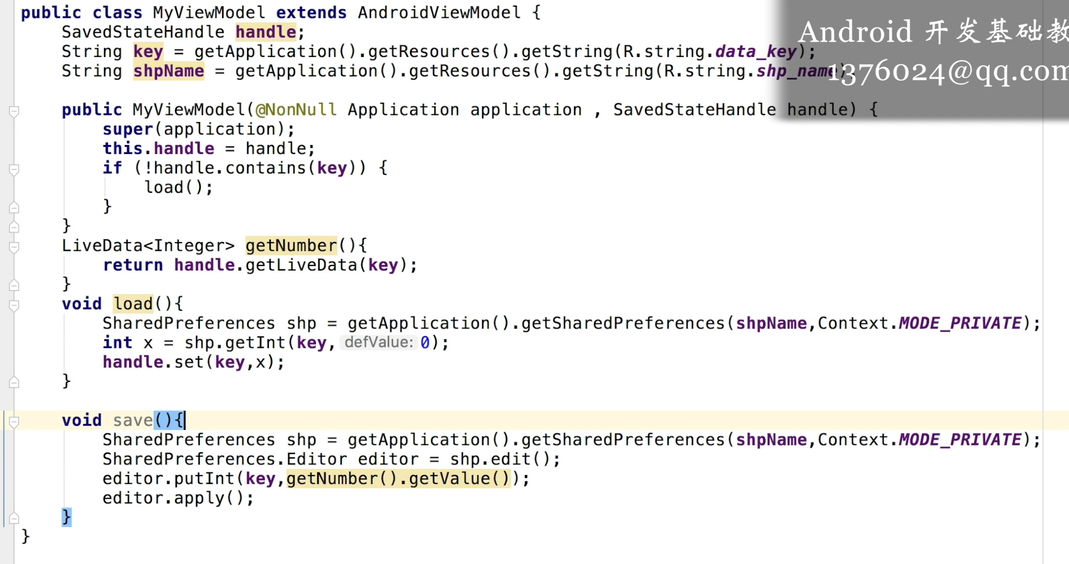 public class MyViewModel extends AndroidViewModel {
SavedStateHandle handle;
String key = getApplication().getResources().getString(R.string.data_key);
String shpName = getApplication().getResources().getString(R.string.shp_name);
Android 开发基础教
1376024@qq.com
public MyViewModel(@NonNull Application application , SavedStateHandle handle) {
super(application);
this.handle = handle;
if (!handle.contains(key)) {
load();
}
}
LiveData<Integer> getNumber(){
return handle.getLiveData(key);
}
void load(){
SharedPreferences shp = getApplication().getSharedPreferences(shpName,Context.MODE_PRIVATE);
int x = shp.getInt(key, defValue: 0);
handle.set(key,x);
}
void save(){
SharedPreferences shp = getApplication().getSharedPreferences(shpName,Context.MODE_PRIVATE);
SharedPreferences.Editor editor = shp.edit();
editor.putInt(key,getNumber().getValue());
editor.apply();
}
}